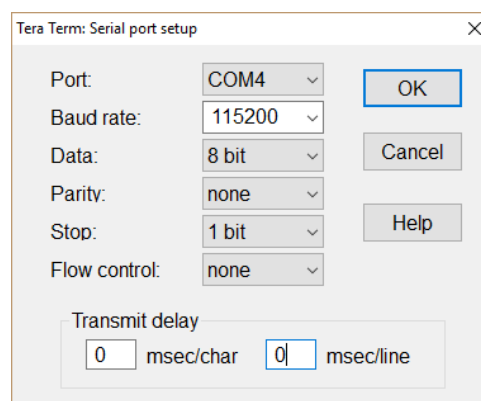 Tera Term: Serial port setup
Port: COM4 OK
Baud rate: 115200
Data: 8 bit Cancel
Parity: none
Stop: 1 bit Help
Flow control: none
Transmit delay
0 msec/char 0 msec/line